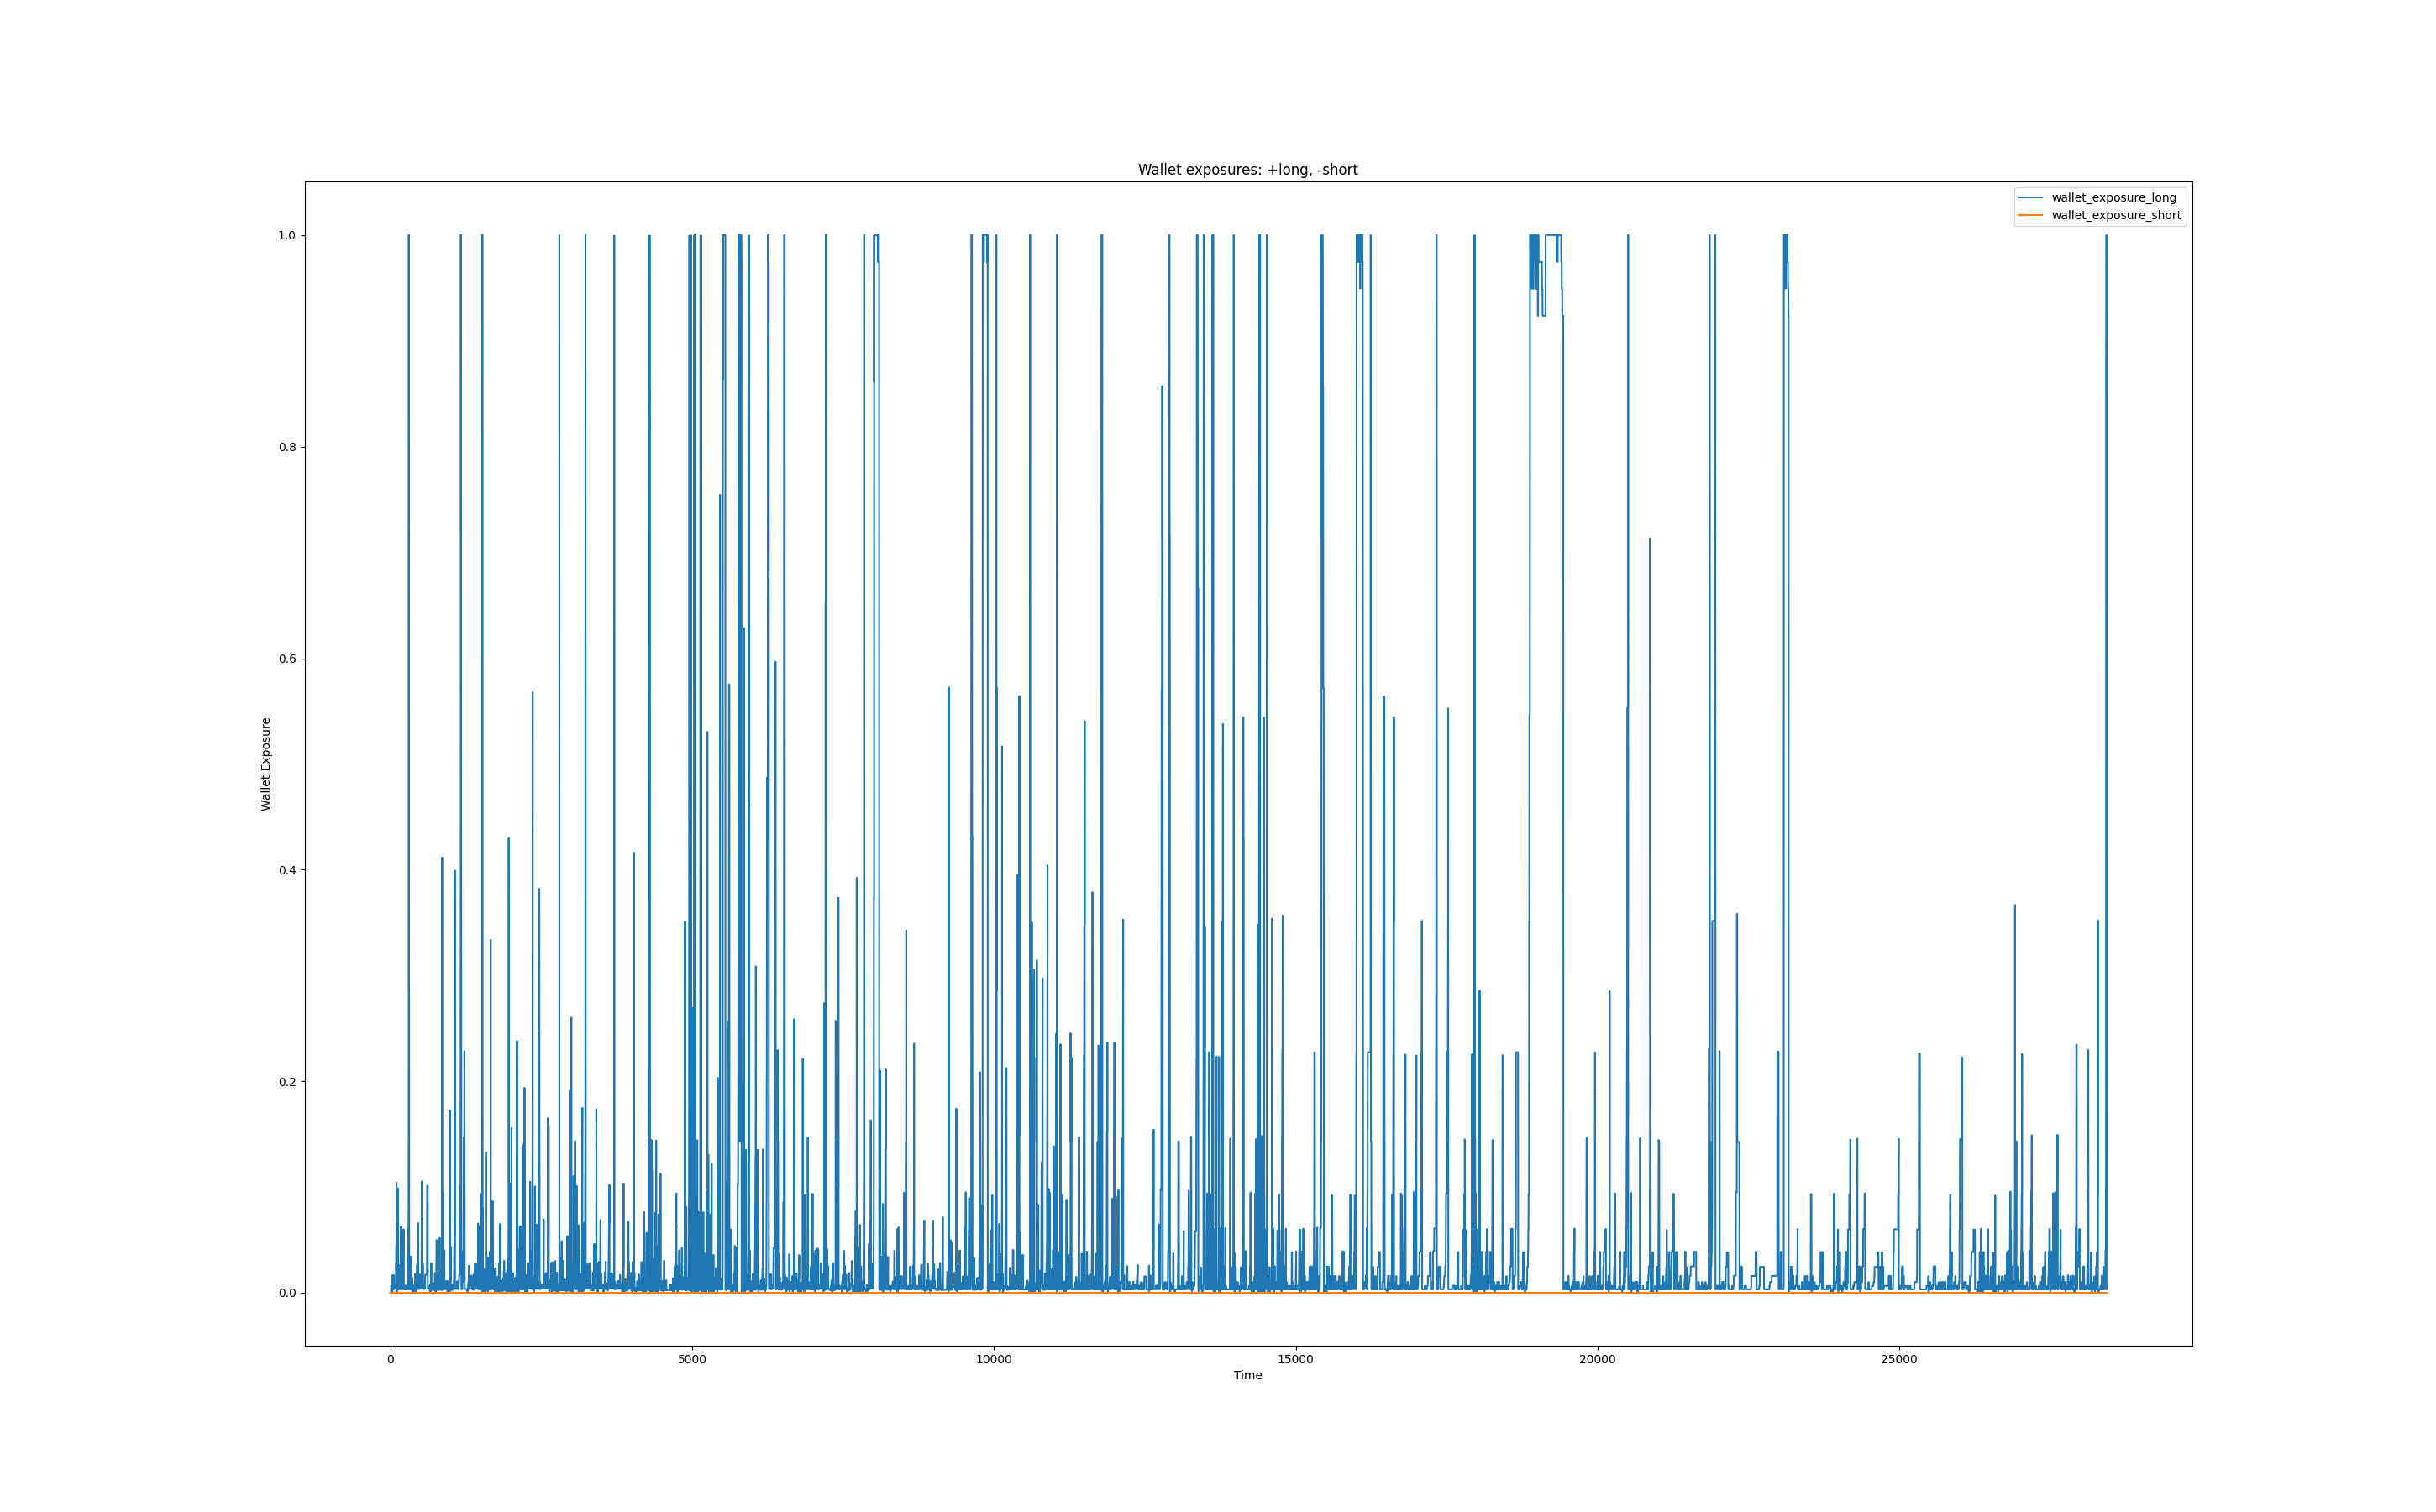 Wallet exposures: +long, -short
wallet_exposure_long
wallet_exposure_short
1.0
0.8
0.6
0.4
0.2
0.0
Wallet Exposure
0 5000 10000 15000 20000 25000
Time